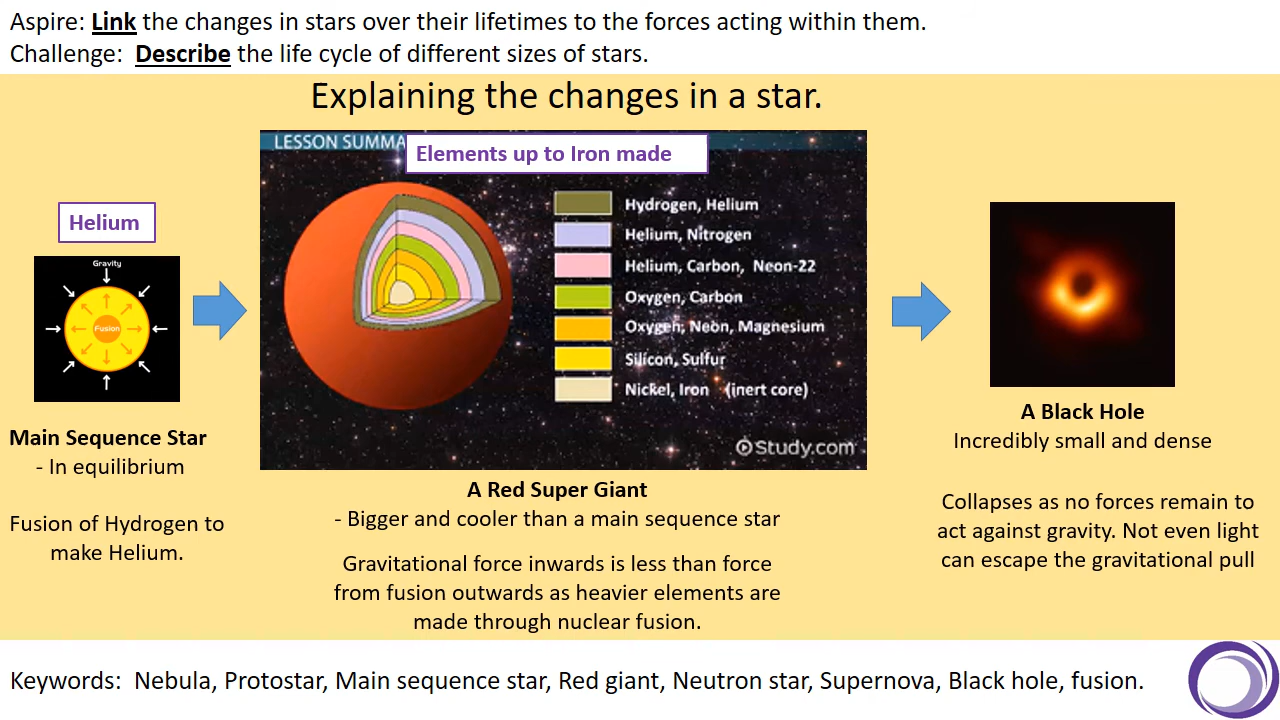 Aspire: Link the changes in stars over their lifetimes to the forces acting within them.
Challenge: Describe the life cycle of different sizes of stars.
Explaining the changes in a star.
LESSON SUMMA
Elements up to Iron made
Helium
Gravity
Fusion
Hydrogen, Helium
Helium, Nitrogen
Helium, Carbon, Neon-22
Oxygen, Carbon
Oxygen, Neon, Magnesium
Silicon, Sulfur
Nickel, Iron (inert core)
Study.com
Main Sequence Star
- In equilibrium
Fusion of Hydrogen to
make Helium.
A Red Super Giant
- Bigger and cooler than a main sequence star
Gravitational force inwards is less than force
from fusion outwards as heavier elements are
made through nuclear fusion.
A Black Hole
Incredibly small and dense
Collapses as no forces remain to
act against gravity. Not even light
can escape the gravitational pull
Keywords: Nebula, Protostar, Main sequence star, Red giant, Neutron star, Supernova, Black hole, fusion.